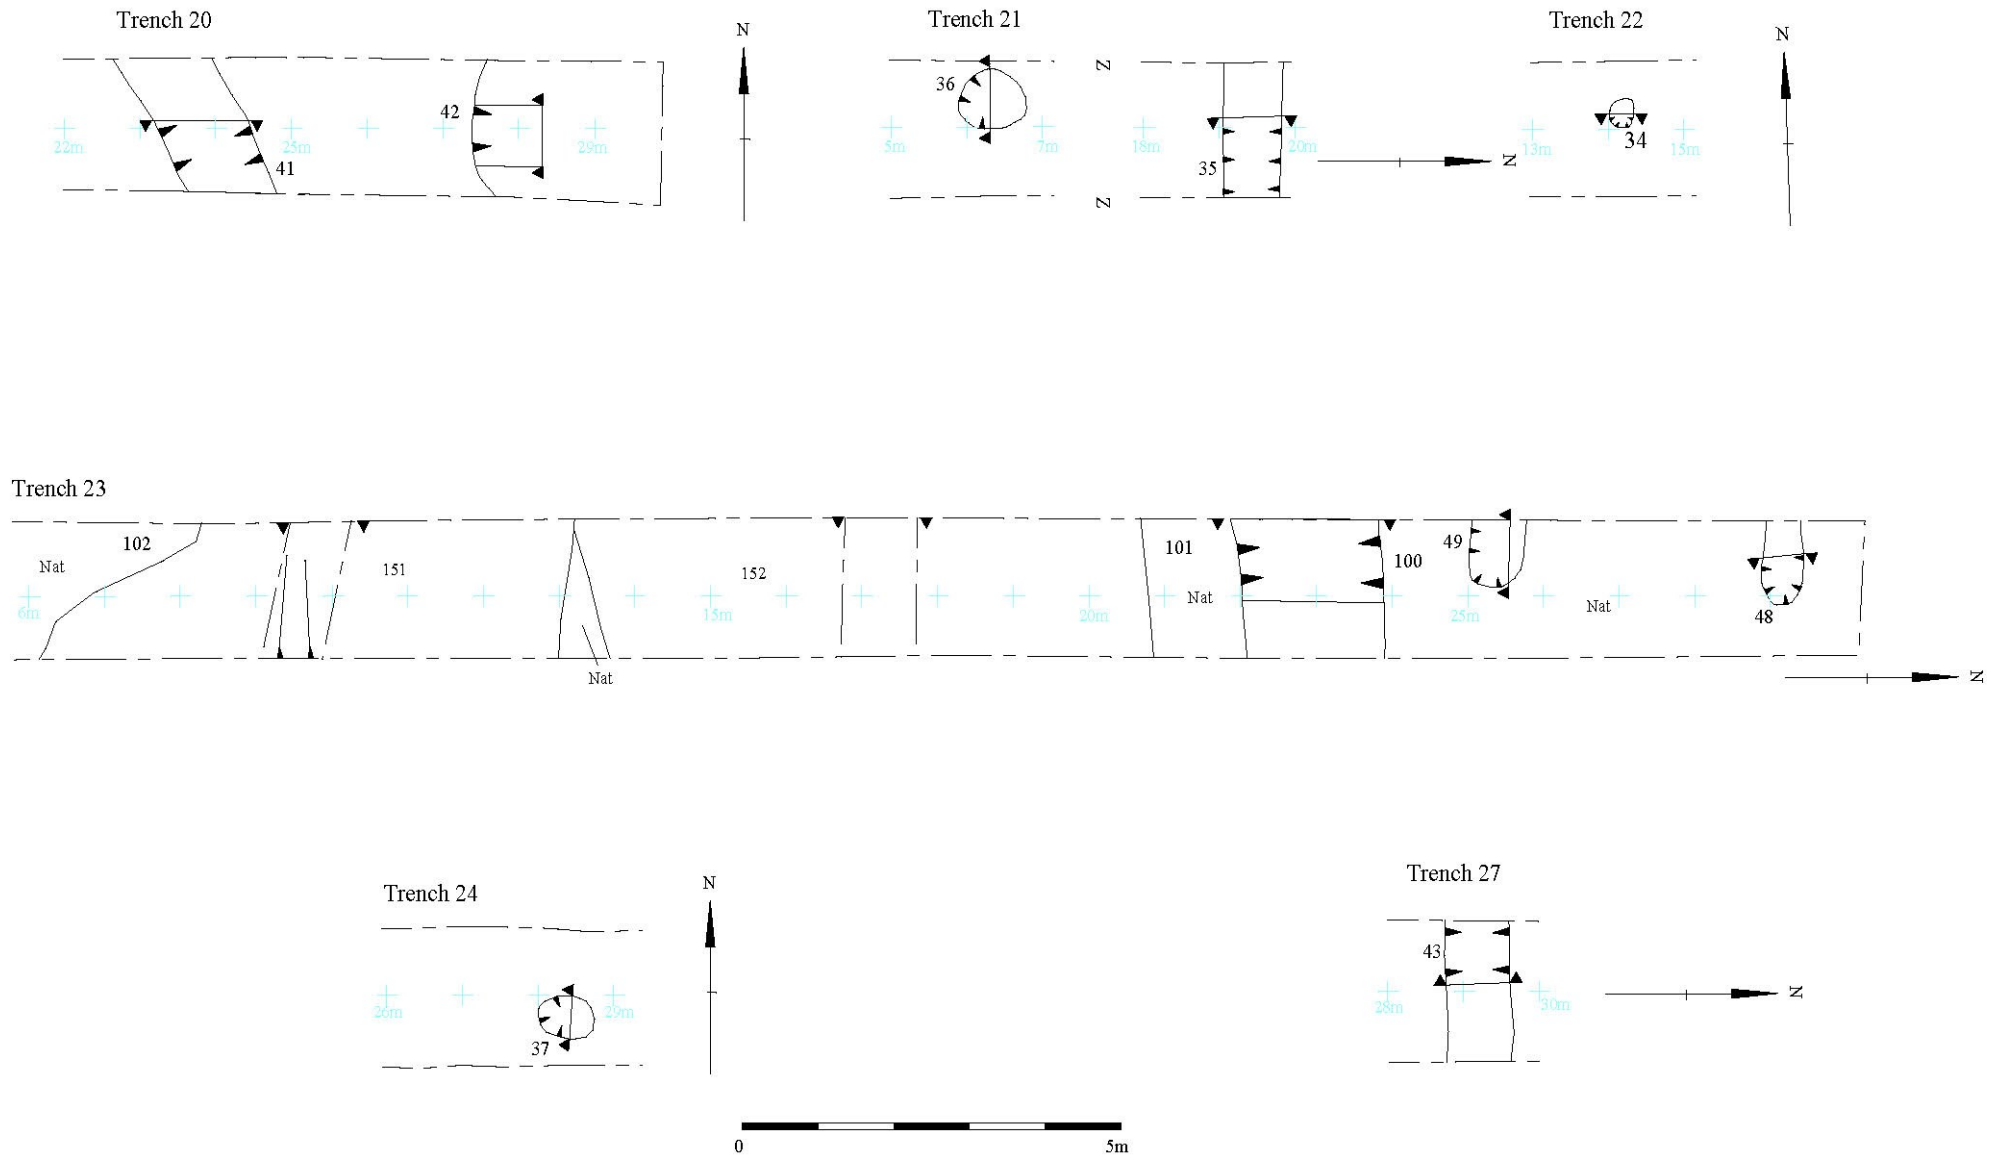 Trench 20
N
42
22m
25m
29m
41
Trench 21
36
5m
7m
Z
Z
18m
20m
35
N
Trench 22
N
13m
15m
34
Trench 23
102
Nat
6m
151
Nat
15m
152
20m
101
Nat
100
49
25m
Nat
48
N
Trench 24
N
26m
29m
37
Trench 27
43
28m
30m
N
0
5m